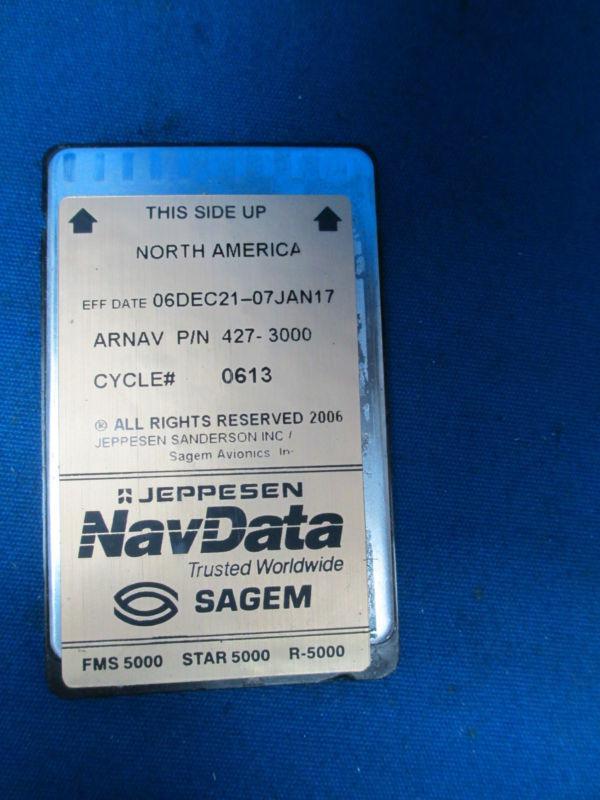 THIS SIDE UP
NORTH AMERICA
EFF DATE 06DEC21-07JAN17
ARNAV P/N 427-3000
CYCLE# 0613
® ALL RIGHTS RESERVED 2006
JEPPESEN SANDERSON INC /
Sagem Avionics In
JEPPESEN
NavData
Trusted Worldwide
SAGEM
FMS 5000 STAR 5000 R-5000